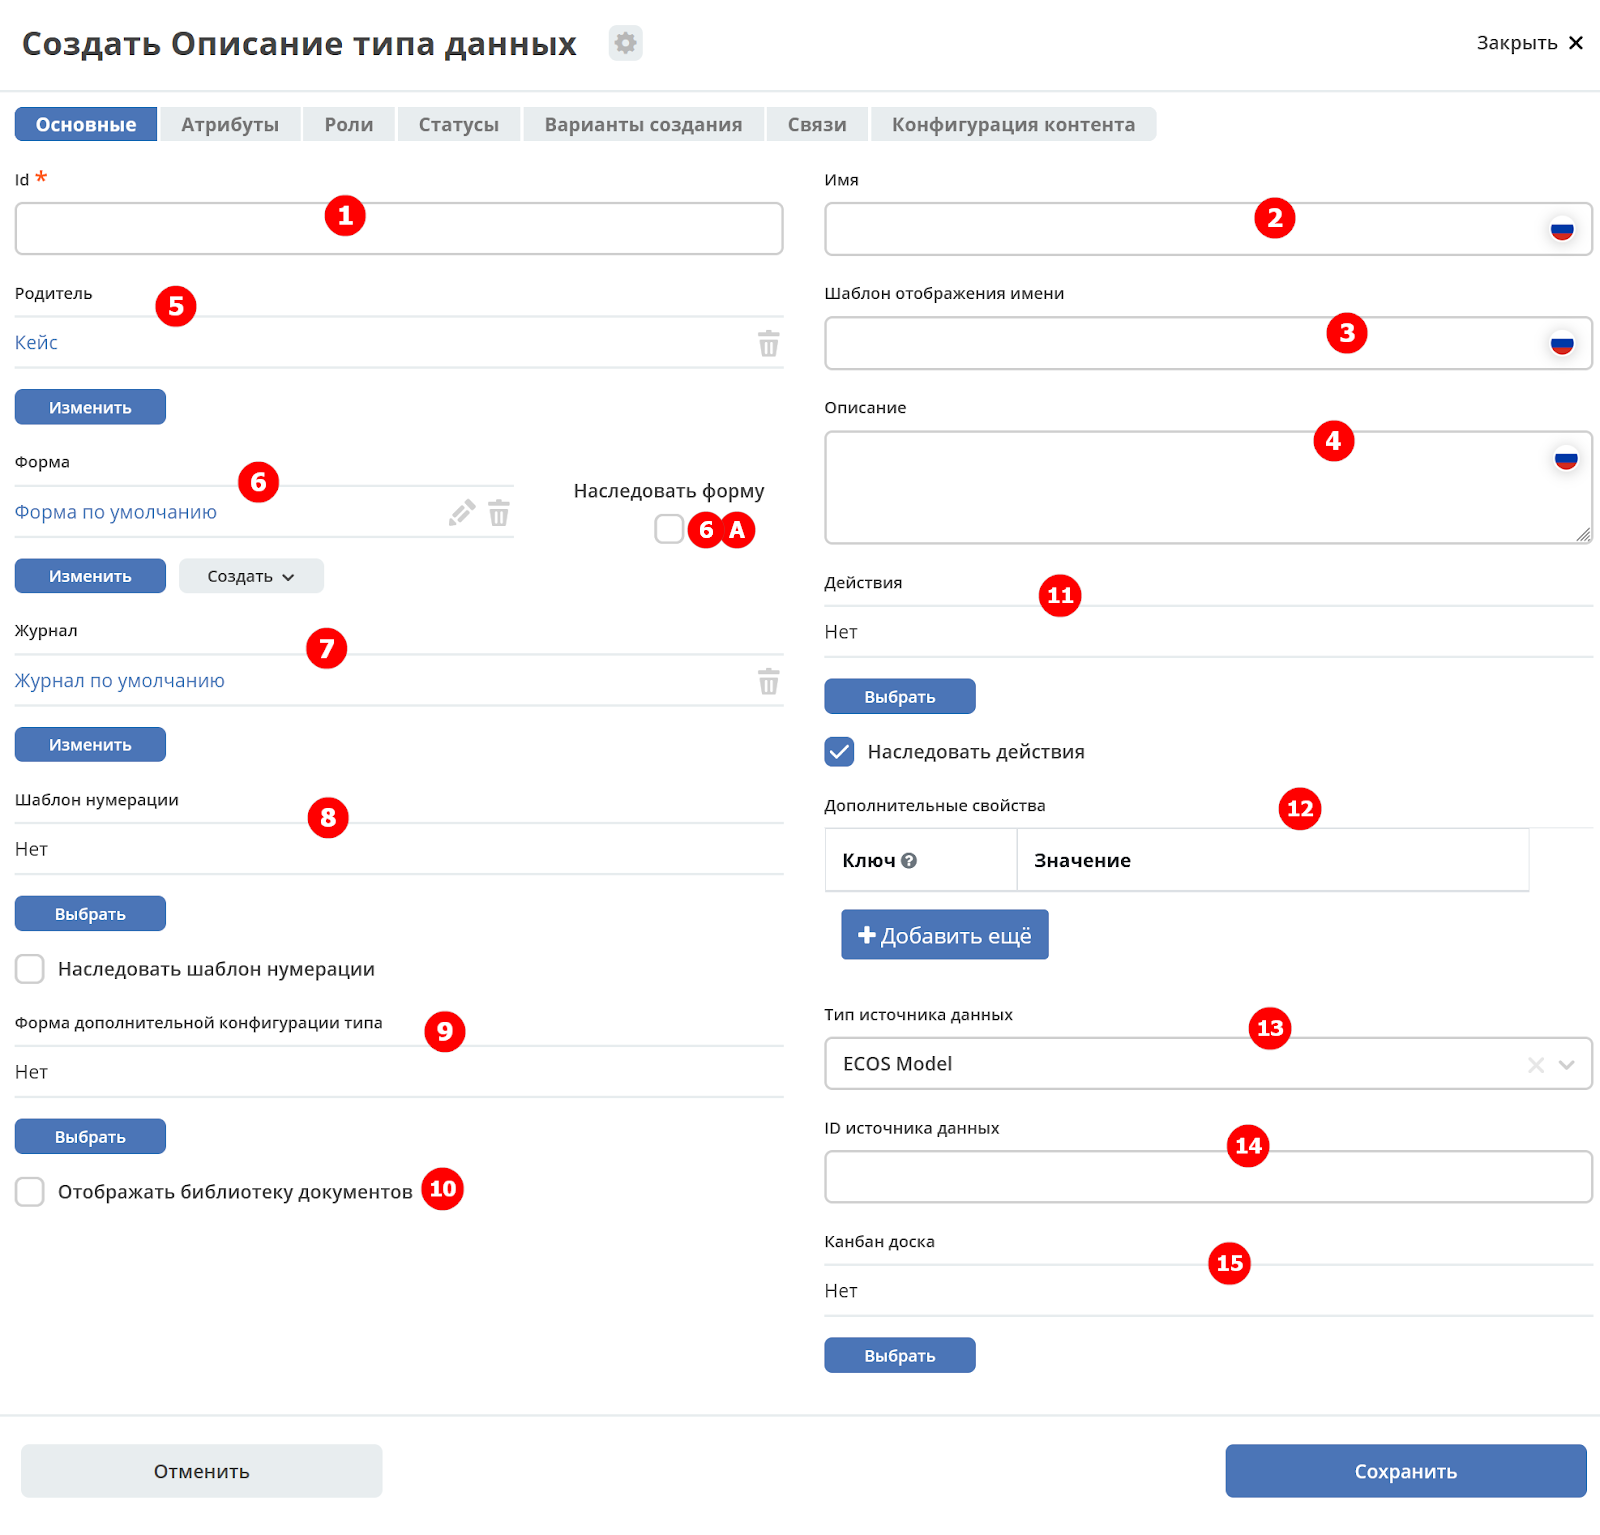 Создать Описание типа данных
Закрыть
Основные Атрибуты Роли Статусы Варианты создания Связи Конфигурация контента
Id *
1
Родитель
5
Кейс
Изменить
Форма
6
Форма по умолчанию
Наследовать форму
6 A
Изменить Создать
Журнал
7
Журнал по умолчанию
Изменить
Шаблон нумерации
8
Нет
Выбрать
Наследовать шаблон нумерации
Форма дополнительной конфигурации типа
9
Нет
Выбрать
Отображать библиотеку документов 10
Имя
2
Шаблон отображения имени
3
Описание
4
Действия
11
Нет
Выбрать
Наследовать действия
Дополнительные свойства
12
Ключ ? Значение
+ Добавить ещё
Тип источника данных
13
ECOS Model
ID источника данных
14
Канбан доска
15
Нет
Выбрать
Отменить
Сохранить